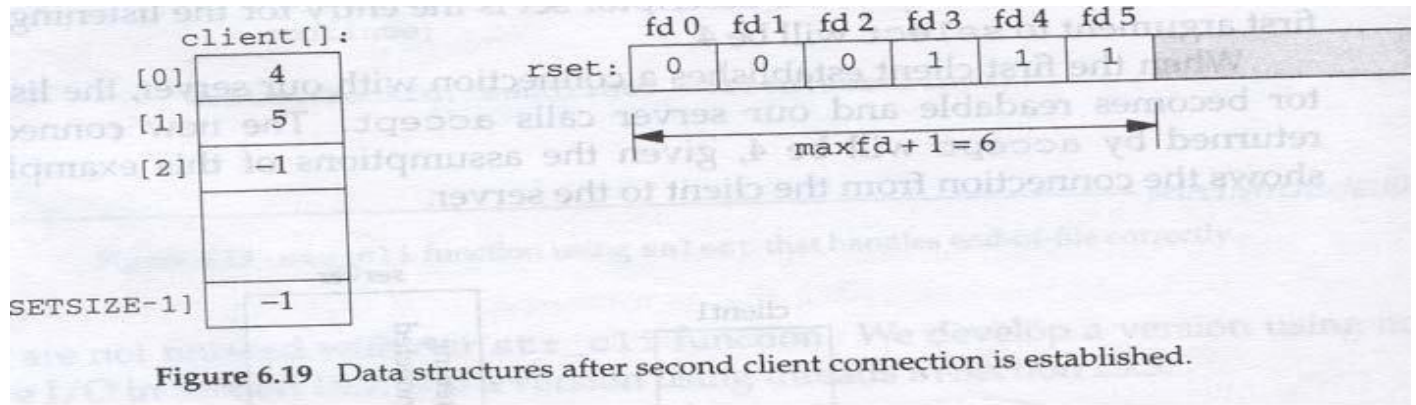 client[]:
[0] 4
[1] 5
[2] −1
SETSIZE-1] −1
fd 0 fd 1 fd 2 fd 3 fd 4 fd 5
rset: 0 0 0 1 1 1
maxfd + 1 = 6
Figure 6.19 Data structures after second client connection is established.